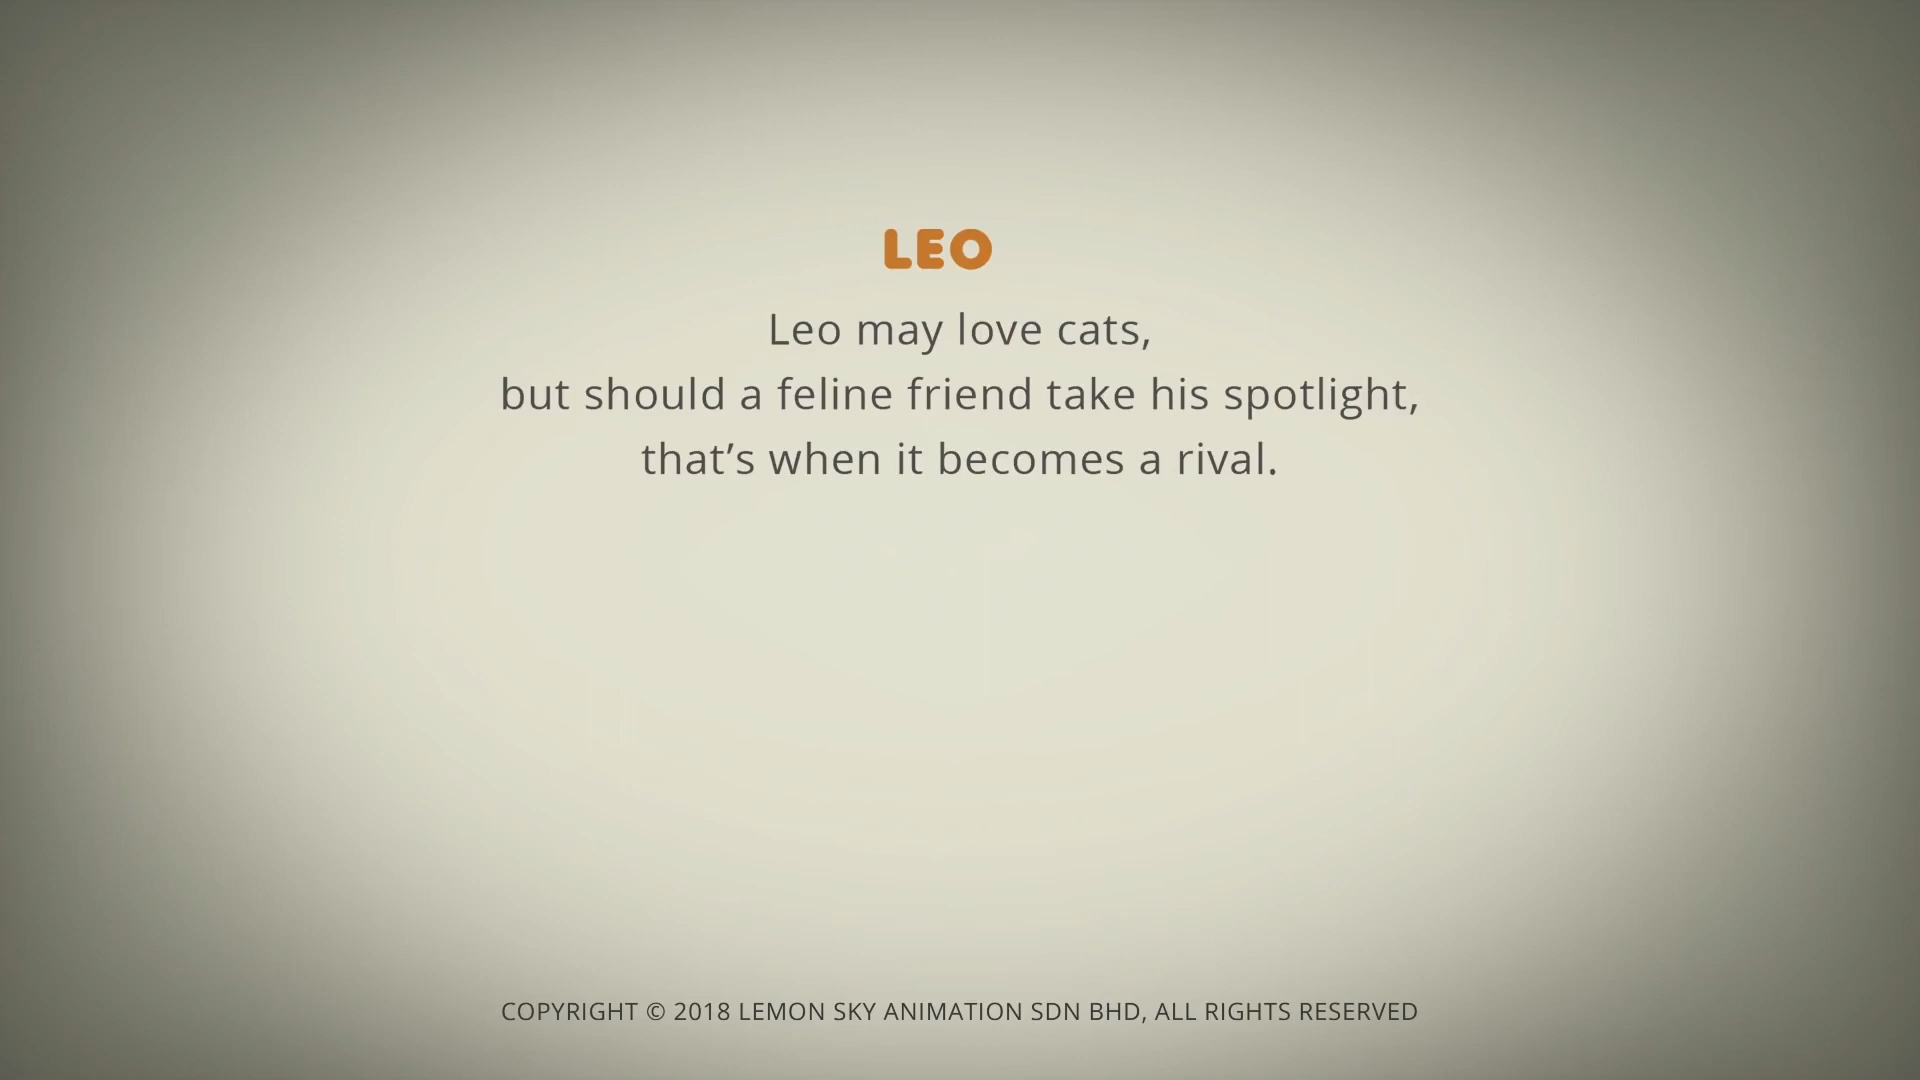 LEO
Leo may love cats,
but should a feline friend take his spotlight,
that’s when it becomes a rival.
COPYRIGHT © 2018 LEMON SKY ANIMATION SDN BHD, ALL RIGHTS RESERVED